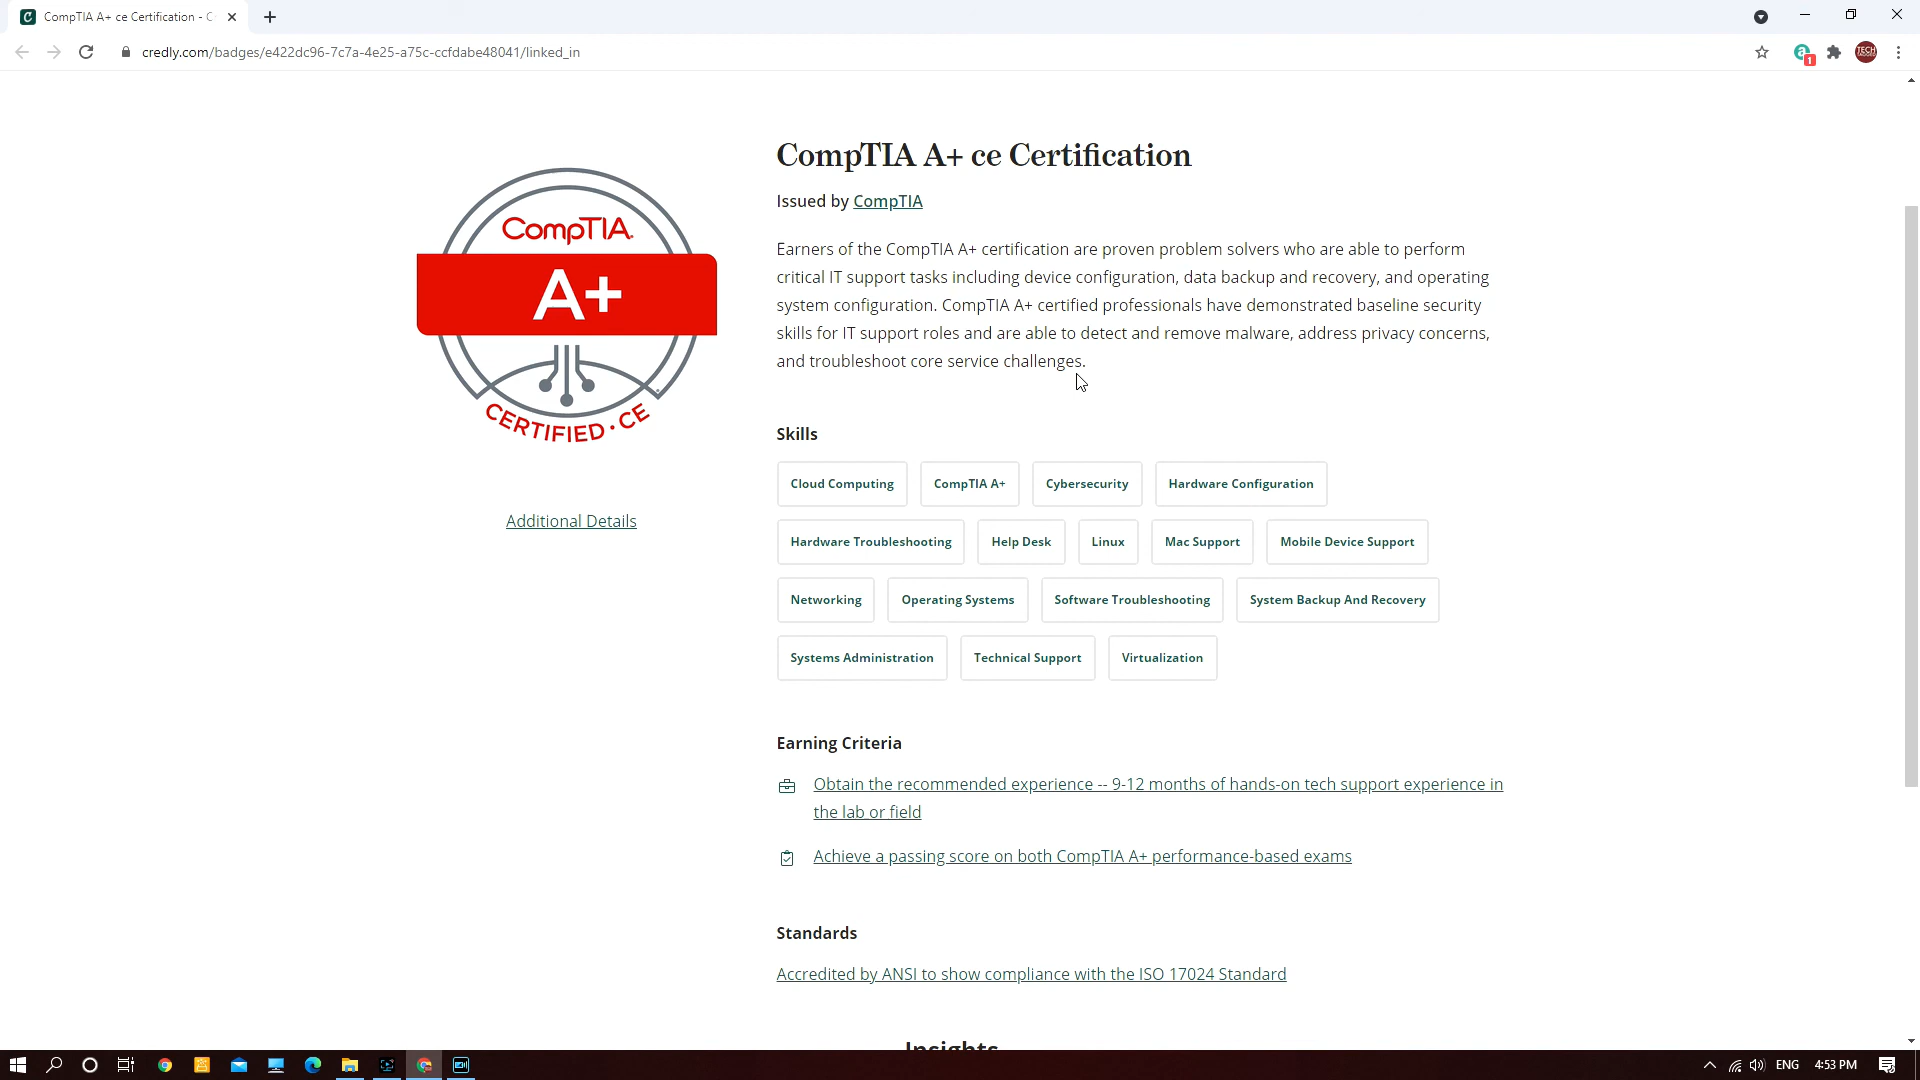 CompTIA A+ ce Certification - C
credly.com/badges/e422dc96-7c7a-4e25-a75c-ccfdabe48041/linked_in
1
TECH
CompTIA A+ ce Certification
Issued by CompTIA
Earners of the CompTIA A+ certification are proven problem solvers who are able to perform
critical IT support tasks including device configuration, data backup and recovery, and operating
system configuration. CompTIA A+ certified professionals have demonstrated baseline security
skills for IT support roles and are able to detect and remove malware, address privacy concerns,
and troubleshoot core service challenges.
CompTIA.
A+
CERTIFIED · CE
Additional Details
Skills
Cloud Computing
CompTIA A+
Cybersecurity
Hardware Configuration
Hardware Troubleshooting
Help Desk
Linux
Mac Support
Mobile Device Support
Networking
Operating Systems
Software Troubleshooting
System Backup And Recovery
Systems Administration
Technical Support
Virtualization
Earning Criteria
Obtain the recommended experience -- 9-12 months of hands-on tech support experience in
the lab or field
Achieve a passing score on both CompTIA A+ performance-based exams
Standards
Accredited by ANSI to show compliance with the ISO 17024 Standard
Insights
ENG
4:53 PM